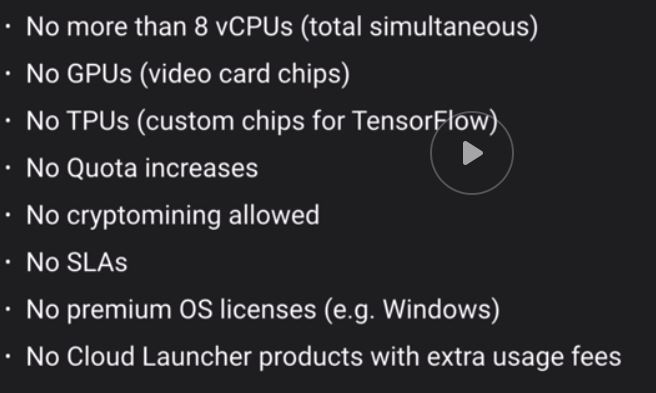 · No more than 8 vCPUs (total simultaneous)
· No GPUs (video card chips)
· No TPUs (custom chips for TensorFlow)
· No Quota increases
· No cryptomining allowed
· No SLAs
· No premium OS licenses (e.g. Windows)
· No Cloud Launcher products with extra usage fees